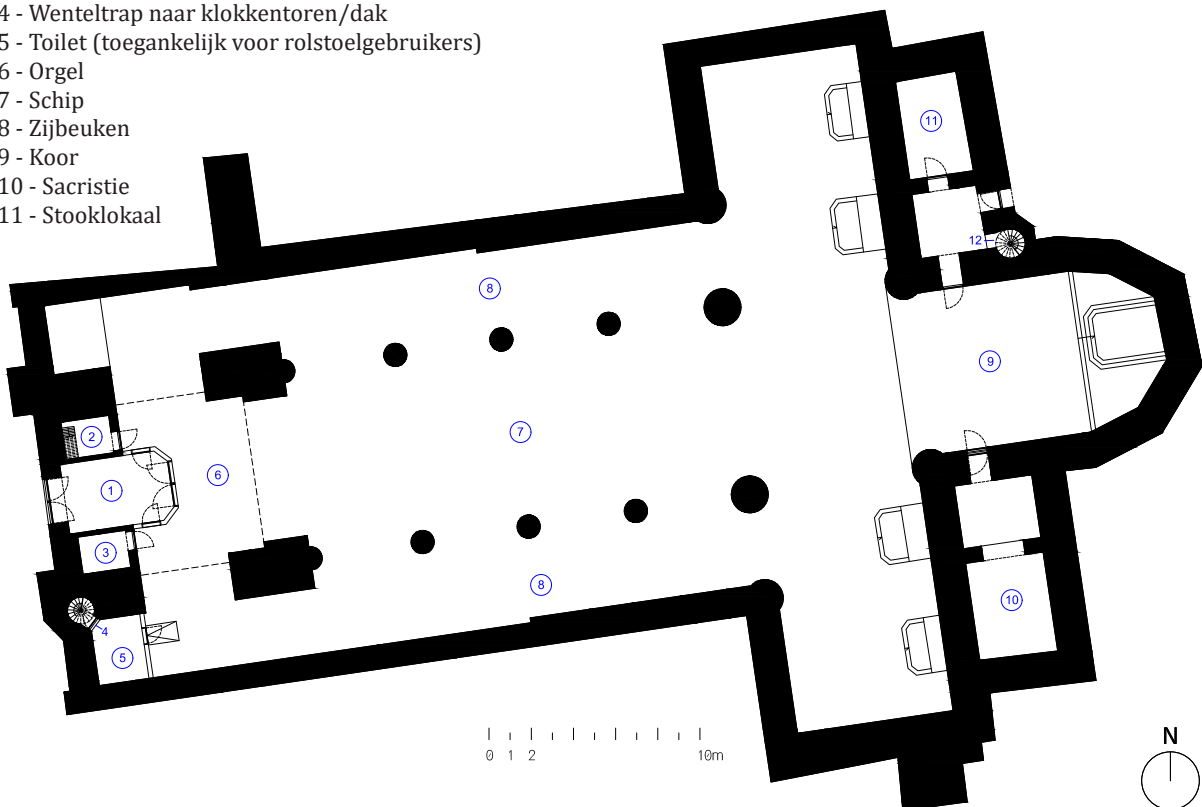 4 - Wenteltrap naar klokkentoren/dak
5 - Toilet (toegankelijk voor rolstoelgebruikers)
6 - Orgel
7 - Schip
8 - Zijbeuken
9 - Koor
10 - Sacristie
11 - Stooklokaal
11
12
8
9
2
7
6
1
3
8
10
4
5
0 1 2 10m
N